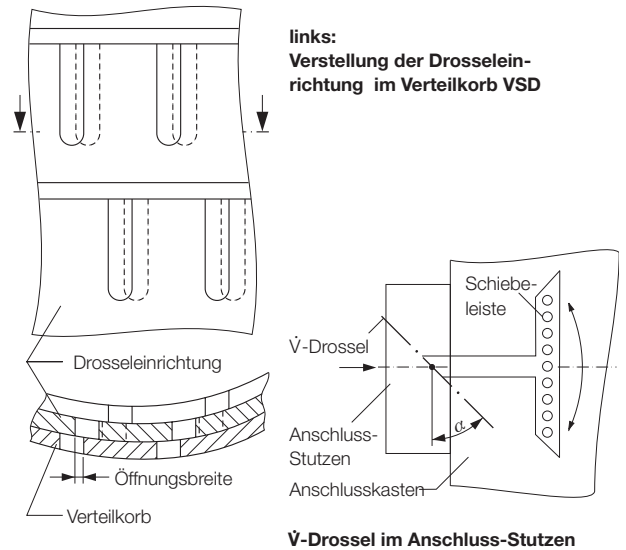 links:
Verstellung der Drosselein-
richtung im Verteilkorb VSD
Schiebe-
leiste
V̇-Drossel
Drosseleinrichtung
α
Anschluss-
Stutzen
Öffnungsbreite
Anschlusskasten
Verteilkorb
V̇-Drossel im Anschluss-Stutzen